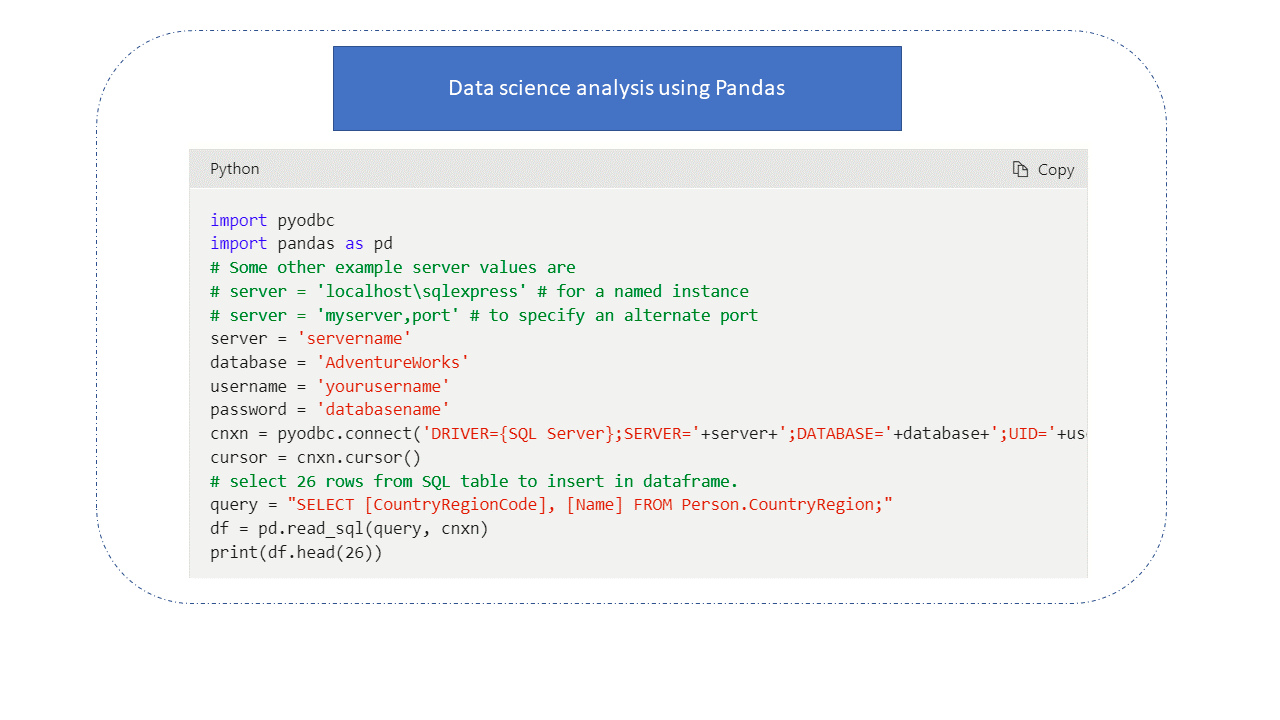 Data science analysis using Pandas
Python
Copy
import pyodbc
import pandas as pd
# Some other example server values are
# server = 'localhost\sqlexpress' # for a named instance
# server = 'myserver,port' # to specify an alternate port
server = 'servername'
database = 'AdventureWorks'
username = 'yourusername'
password = 'databasename'
cnxn = pyodbc.connect('DRIVER={SQL Server};SERVER='+server+';DATABASE='+database+';UID='+us
cursor = cnxn.cursor()
# select 26 rows from SQL table to insert in dataframe.
query = "SELECT [CountryRegionCode], [Name] FROM Person.CountryRegion;"
df = pd.read_sql(query, cnxn)
print(df.head(26))